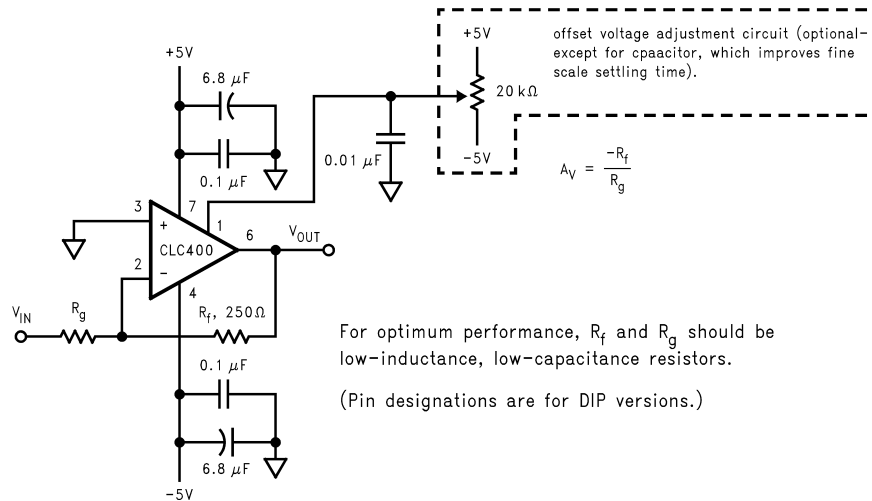 +5V
offset voltage adjustment circuit (optional-
except for cpaacitor, which improves fine
scale settling time).
+5V
6.8 μF
20 kΩ
0.1 μF
0.01 μF
-5V
A_V = -R_f / R_g
3
7
1
+
CLC400
6
V_OUT
2
−
4
V_IN
R_g
R_f, 250Ω
For optimum performance, R_f and R_g should be
low-inductance, low-capacitance resistors.
0.1 μF
(Pin designations are for DIP versions.)
6.8 μF
-5V